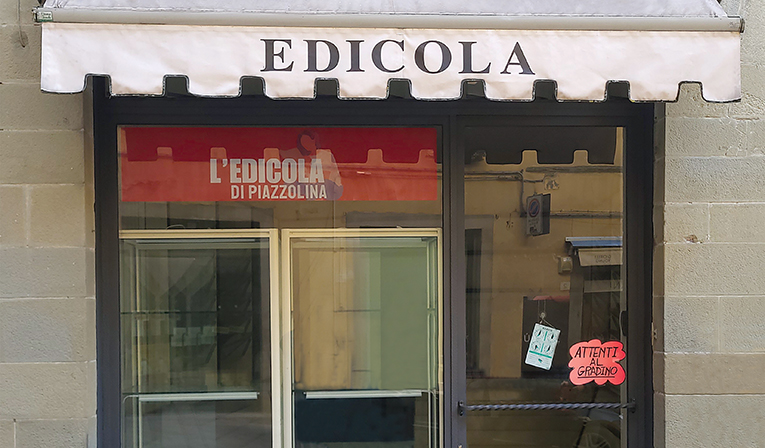 EDICOLA
L'EDICOLA
DI PIAZZOLINA
ATTENTI
AL
GRADINO